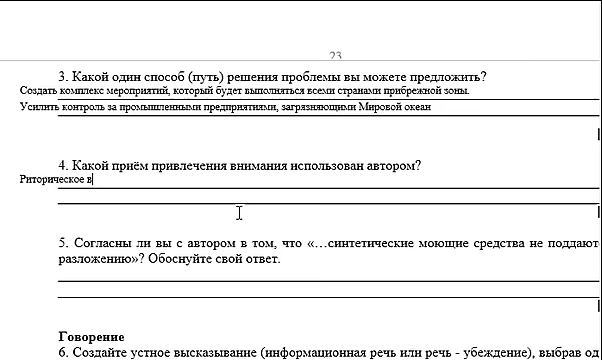 23
3. Какой один способ (путь) решения проблемы вы можете предложить?
Создать комплекс мероприятий, который будет выполняться всеми странами прибрежной зоны.
Усилить контроль за промышленными предприятиями, загрязняющими Мировой океан
4. Какой приём привлечения внимания использован автором?
Риторическое в
5. Согласны ли вы с автором в том, что «…синтетические моющие средства не поддают
разложению»? Обоснуйте свой ответ.
Говорение
6. Создайте устное высказывание (информационная речь или речь - убеждение), выбрав од